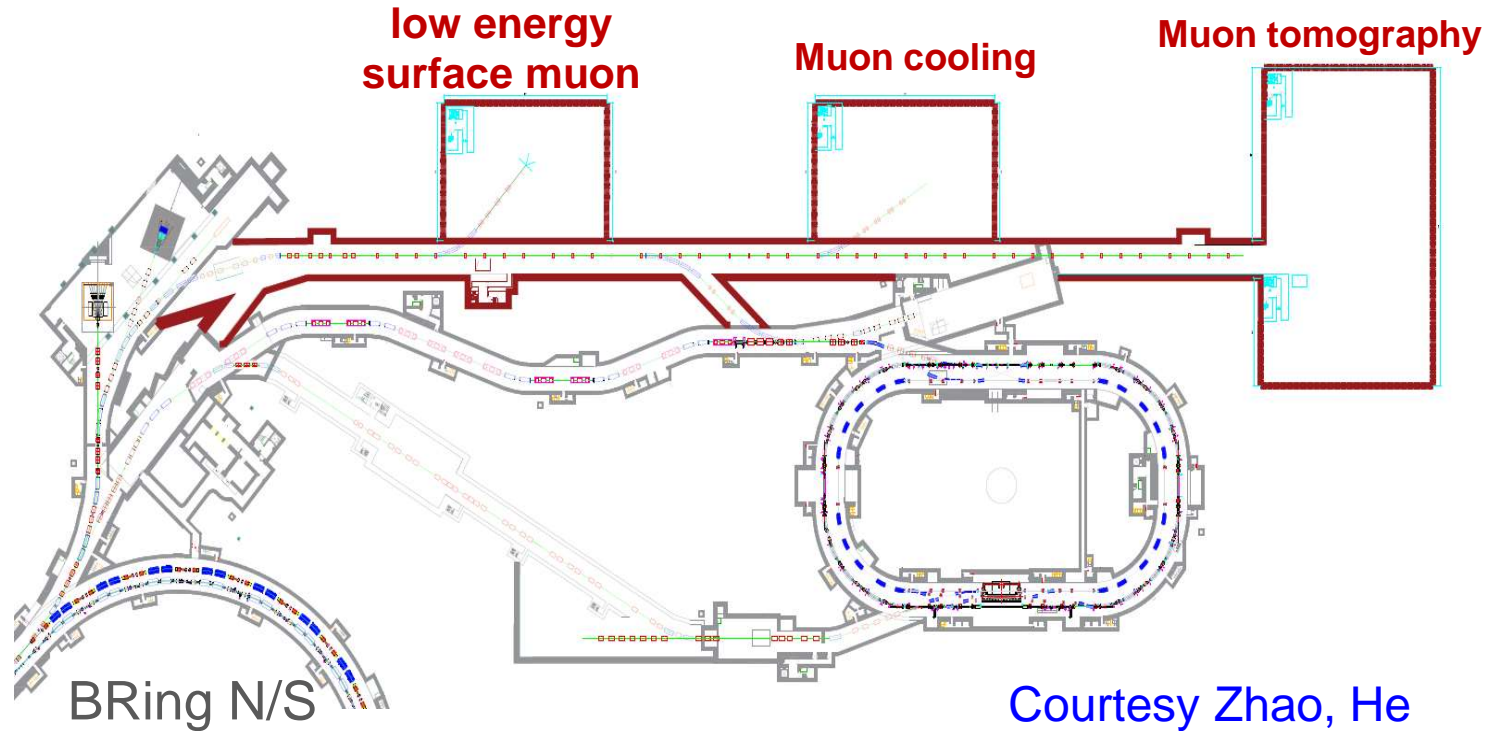 low energy
surface muon
Muon cooling
Muon tomography
BRing N/S
Courtesy Zhao, He